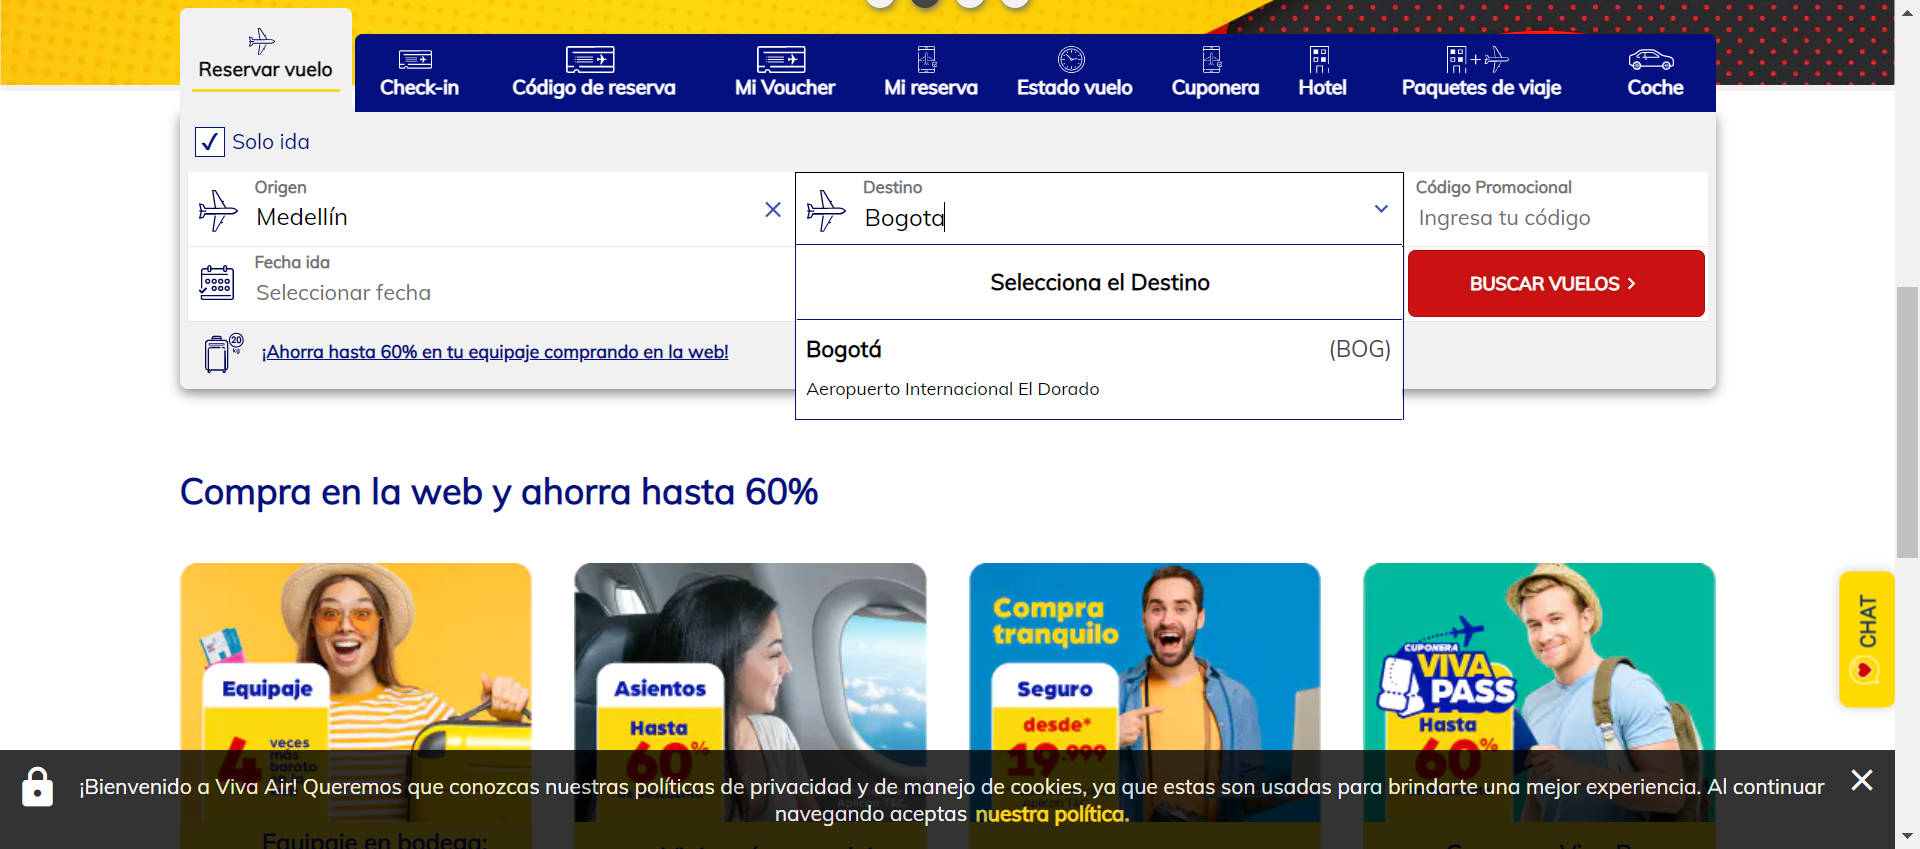 Reservar vuelo
Check-in
Código de reserva
Mi Voucher
Mi reserva
Estado vuelo
Cuponera
Hotel
Paquetes de viaje
Coche
Solo ida
Origen
Medellín
Destino
Bogota
Código Promocional
Ingresa tu código
Fecha ida
Seleccionar fecha
Selecciona el Destino
BUSCAR VUELOS
Bogotá (BOG)
Aeropuerto Internacional El Dorado
20
kg
¡Ahorra hasta 60% en tu equipaje comprando en la web!
Compra en la web y ahorra hasta 60%
Equipaje
4 veces
más
barato
en la
Asientos
Hasta
60%
Compra
tranquilo
Seguro
desde*
19.999
Aplican T&C
CUPONERA
VIVA
PASS
Hasta
60%
CHAT
¡Bienvenido a Viva Air! Queremos que conozcas nuestras políticas de privacidad y de manejo de cookies, ya que estas son usadas para brindarte una mejor experiencia. Al continuar
navegando aceptas nuestra política.
Equipaje en bodega: